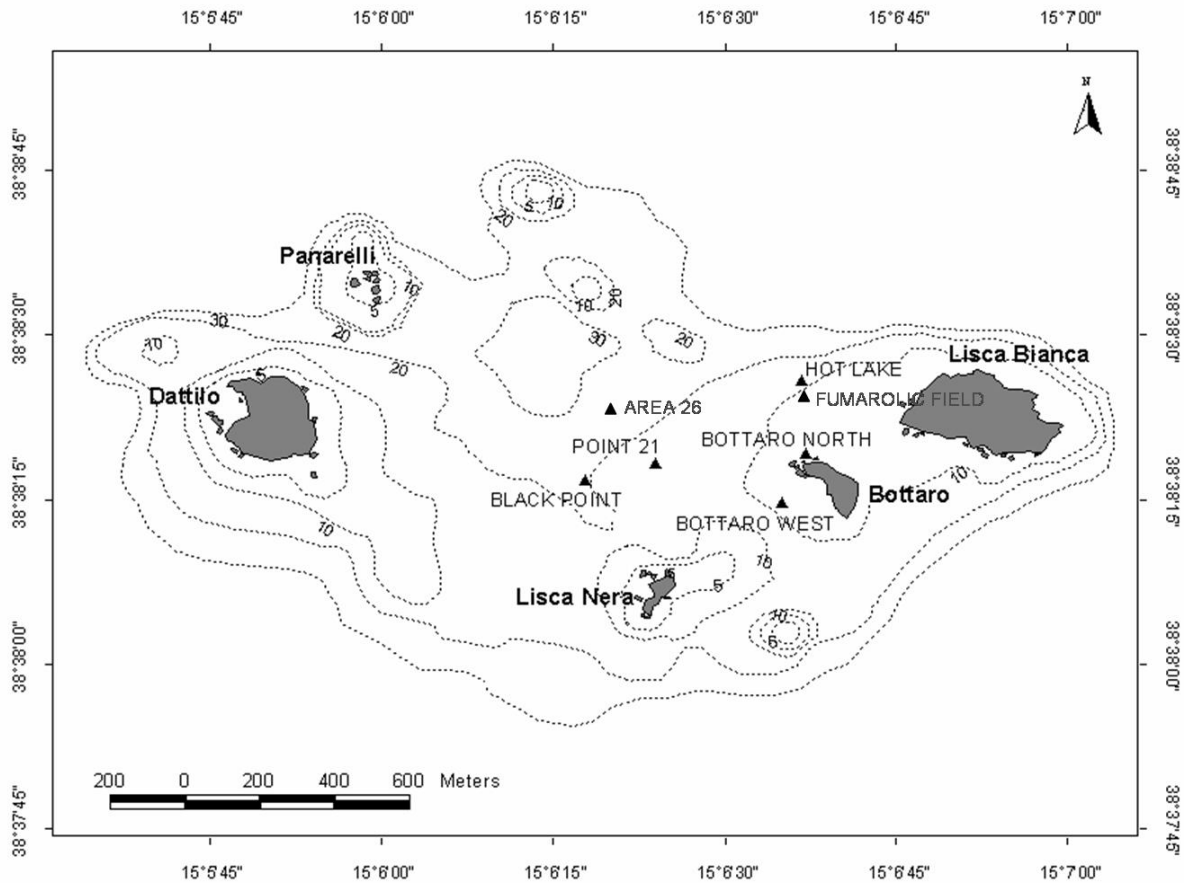 15°5'45" 15°6'00" 15°6'15" 15°6'30" 15°6'45" 15°7'00"
N
38°38'45" 38°38'45"
20 5 10
Panarelli
10
5
10 20
38°38'30" 30 20 30 20 38°38'30"
10
20
Lisca Bianca
HOT LAKE
5
Dattilo
AREA 26
FUMAROLIC FIELD
POINT 21
BOTTARO NORTH
10
38°38'15" BLACK POINT Bottaro 38°38'15"
BOTTARO WEST
10
10
5
5
Lisca Nera
10
5
38°38'00" 38°38'00"
200 0 200 400 600 Meters
38°37'45" 38°37'45"
15°5'45" 15°6'00" 15°6'15" 15°6'30" 15°6'45" 15°7'00"